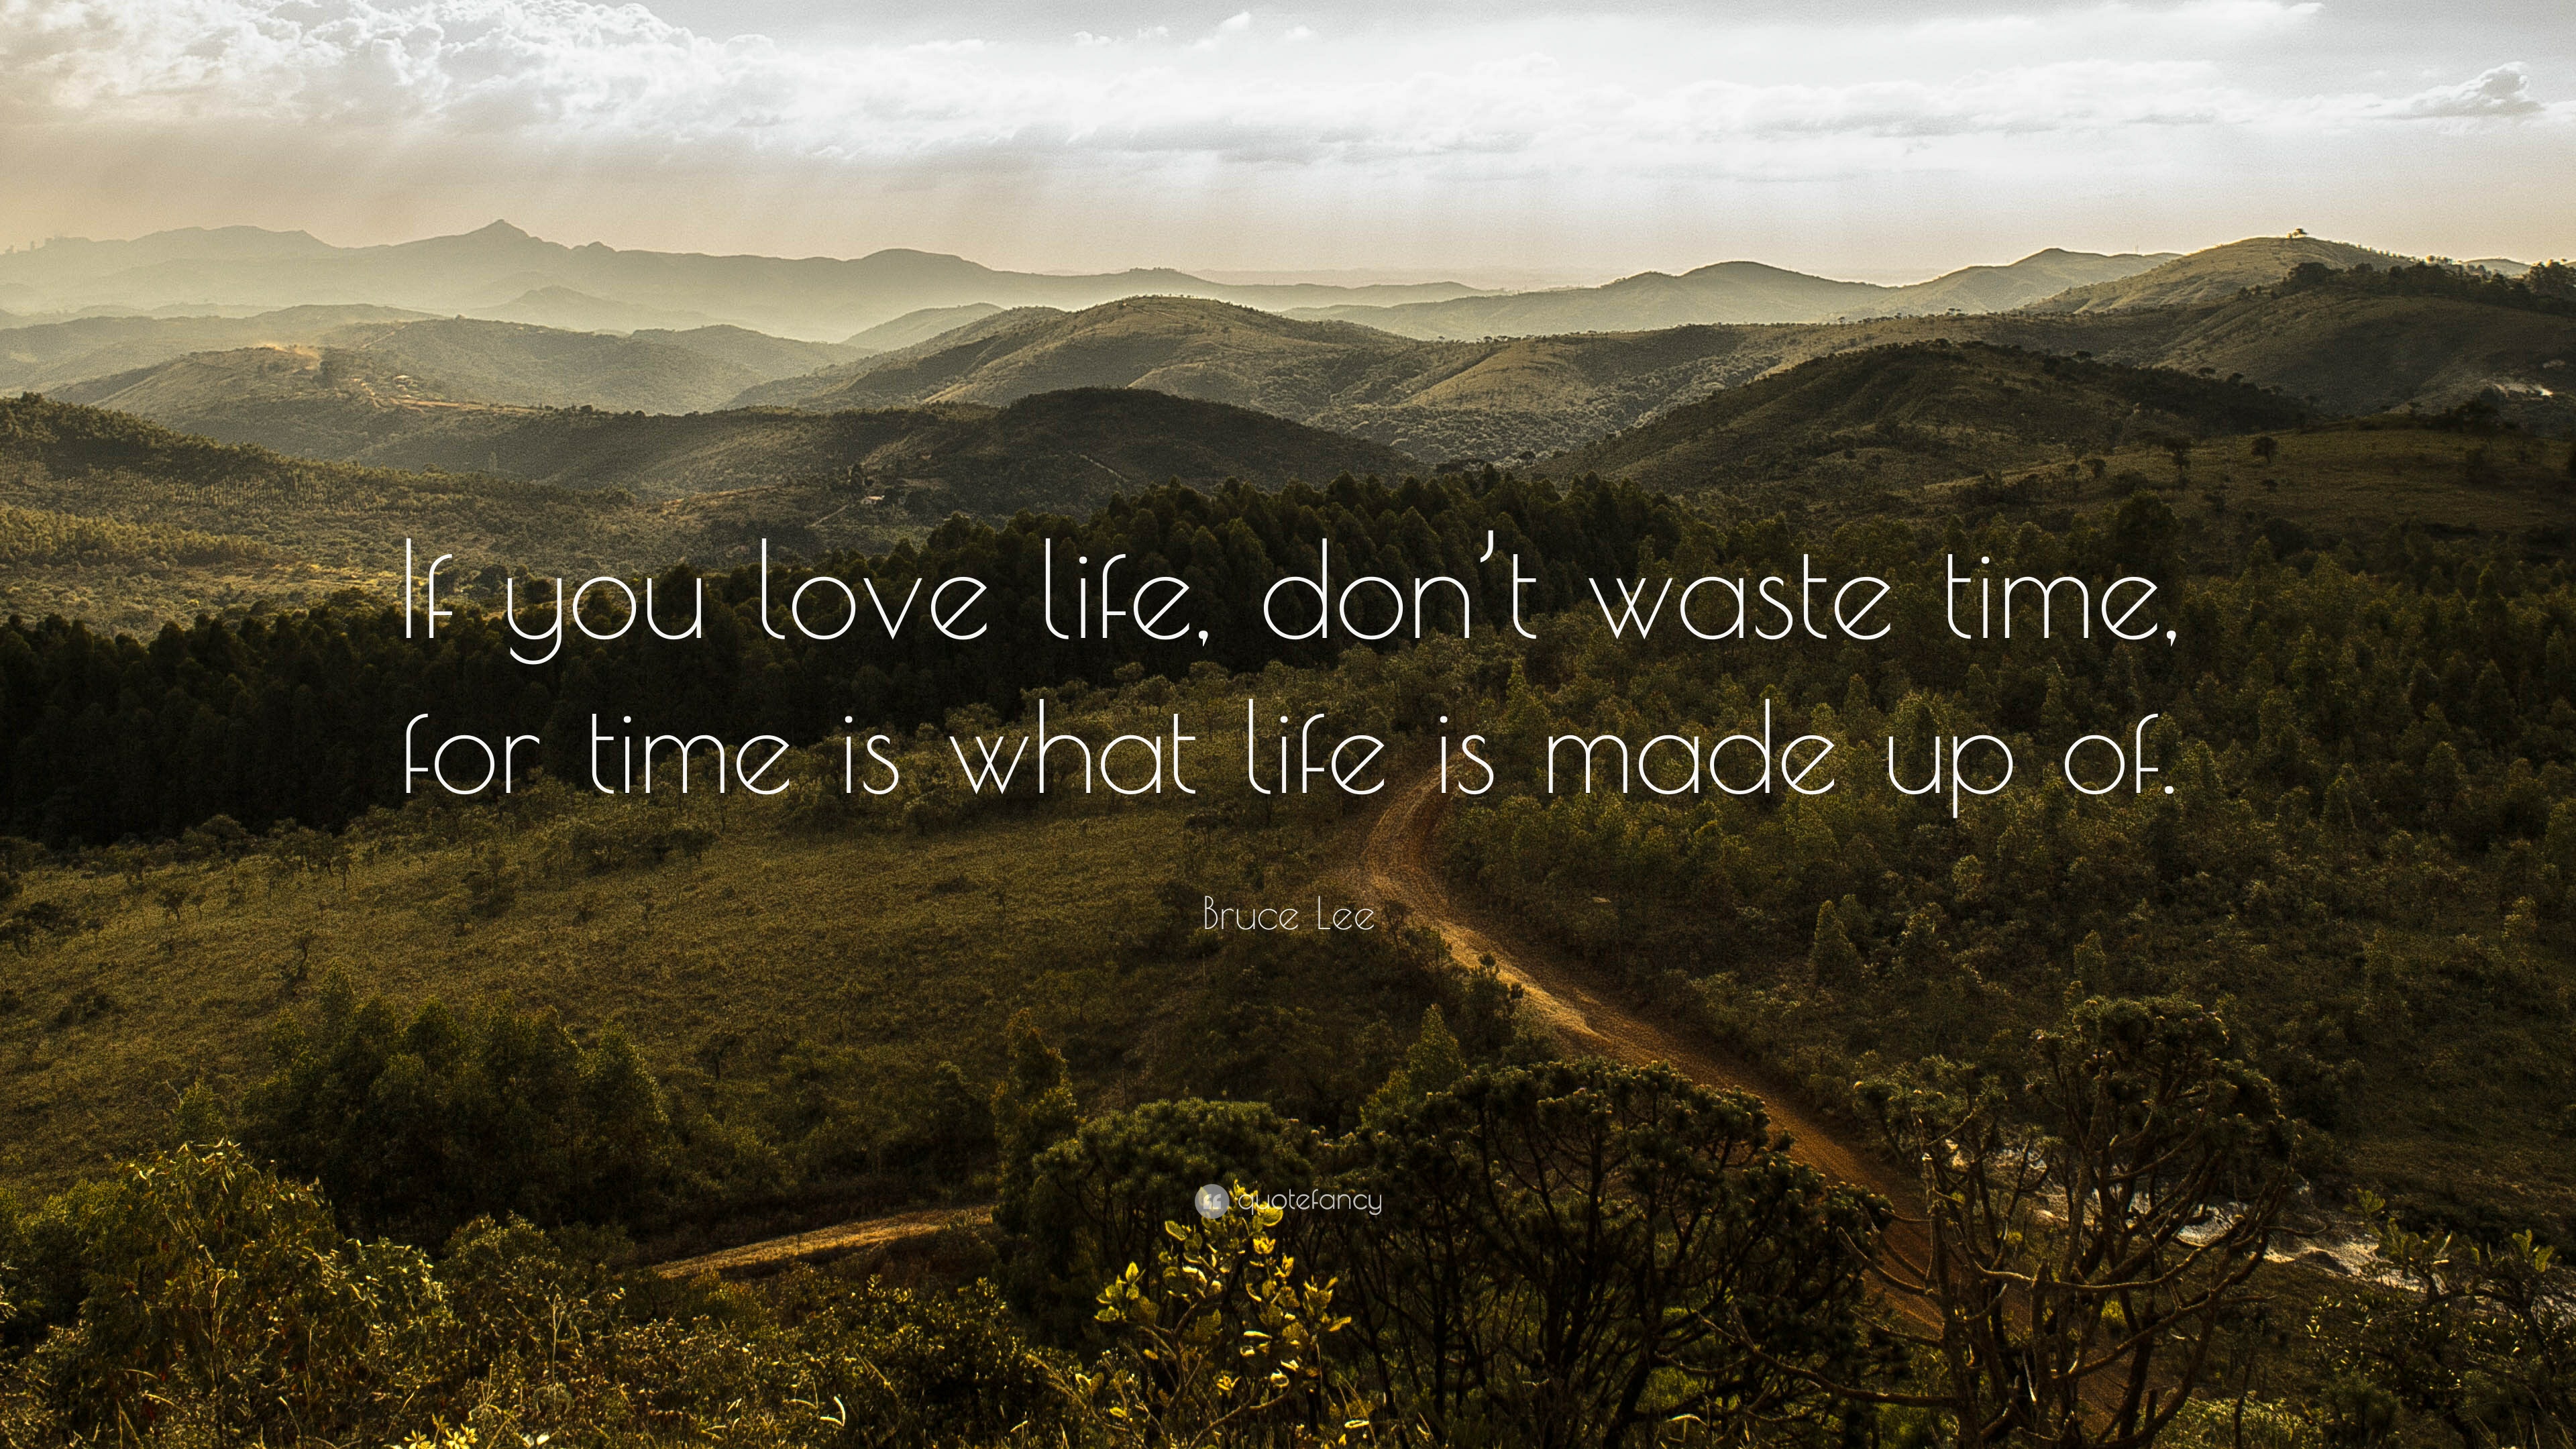 If you love life, don’t waste time,
for time is what life is made up of.
Bruce Lee
quotefancy